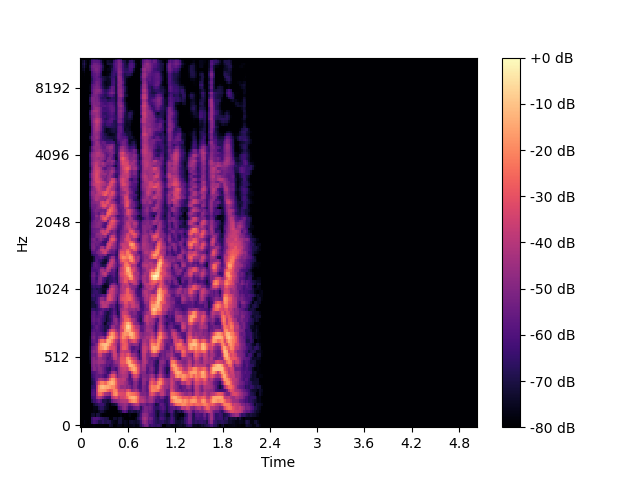 +0 dB
8192
-10 dB
4096
-20 dB
-30 dB
2048
Hz
-40 dB
1024
-50 dB
-60 dB
512
-70 dB
0
-80 dB
0 0.6 1.2 1.8 2.4 3 3.6 4.2 4.8
Time